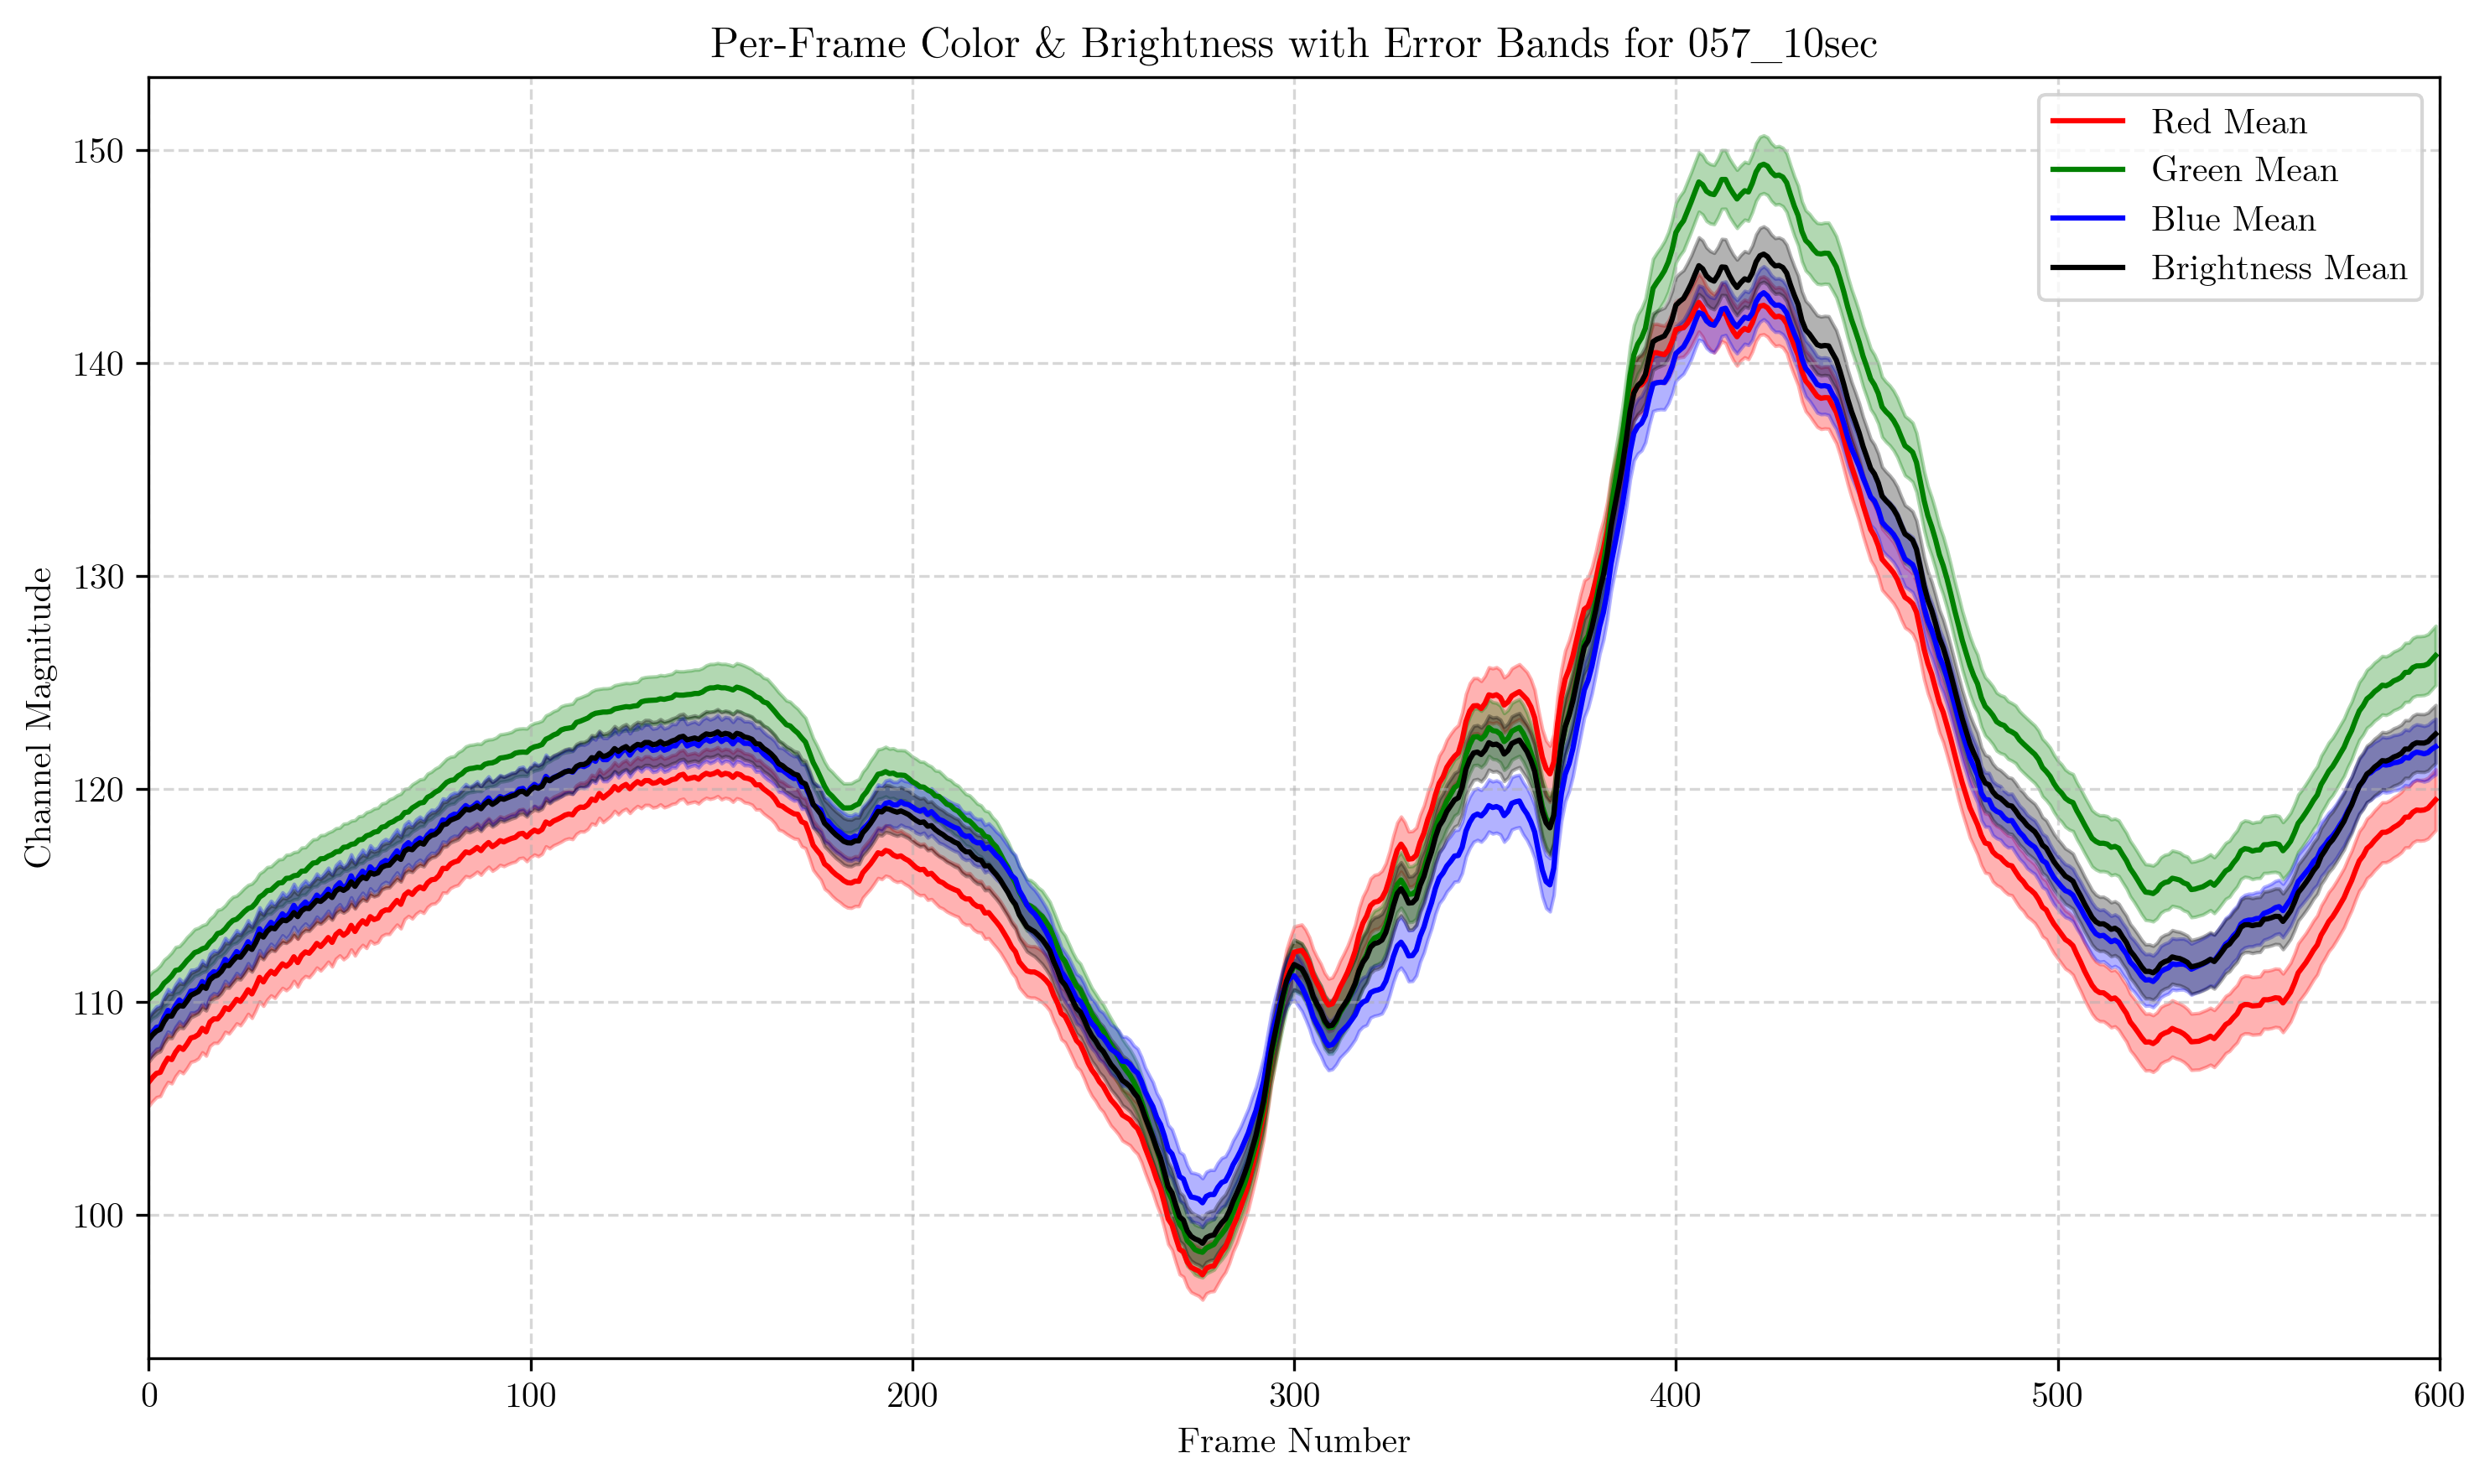 Per-Frame Color & Brightness with Error Bands for 057_10sec
Red Mean
Green Mean
Blue Mean
Brightness Mean
Channel Magnitude
150
140
130
120
110
100
0 100 200 300 400 500 600
Frame Number